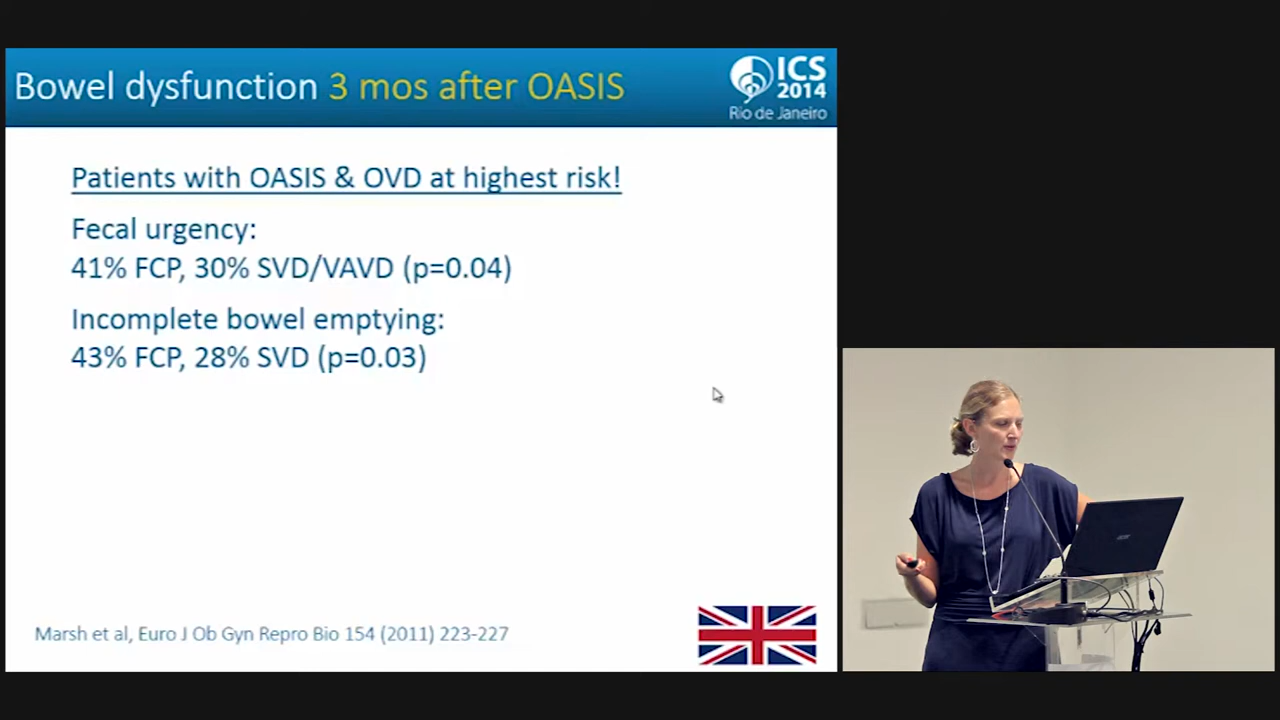 Bowel dysfunction 3 mos after OASIS
ICS
2014
Rio de Janeiro
Patients with OASIS & OVD at highest risk!
Fecal urgency:
41% FCP, 30% SVD/VAVD (p=0.04)
Incomplete bowel emptying:
43% FCP, 28% SVD (p=0.03)
Marsh et al, Euro J Ob Gyn Repro Bio 154 (2011) 223-227